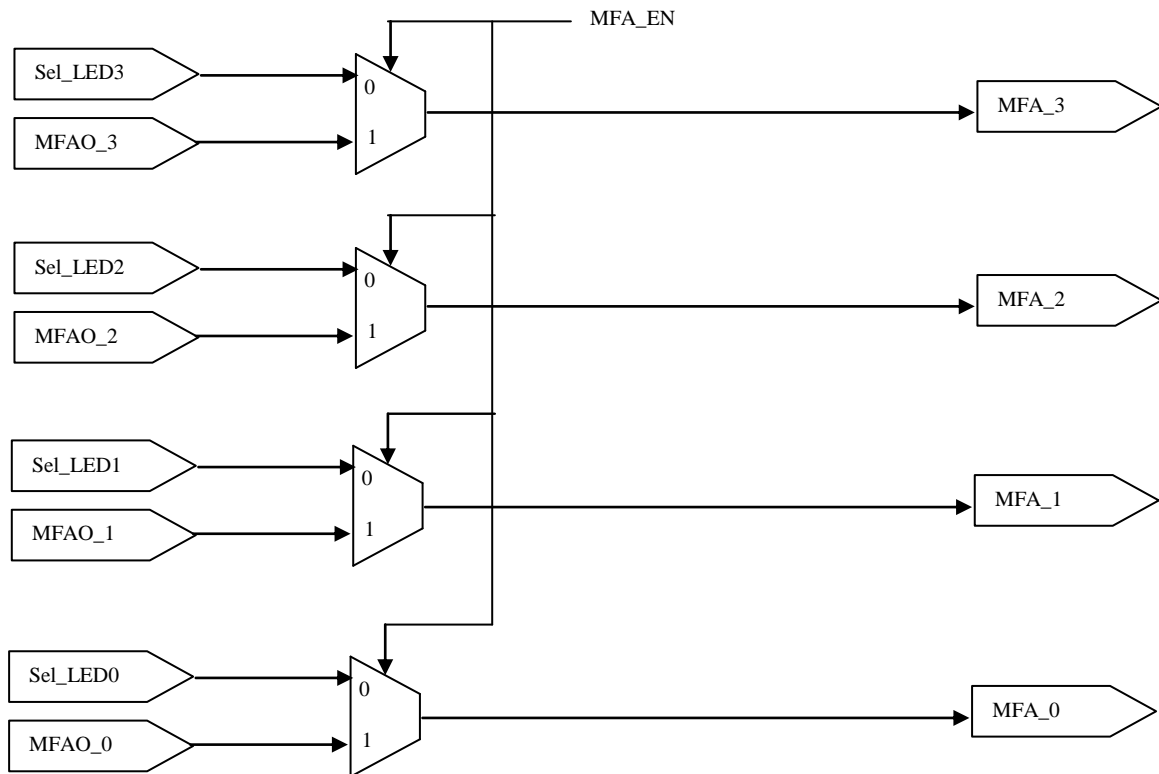 MFA_EN
Sel_LED3
0
MFA_3
MFAO_3
1
Sel_LED2
0
MFA_2
MFAO_2
1
Sel_LED1
0
MFA_1
MFAO_1
1
Sel_LED0
0
MFA_0
MFAO_0
1